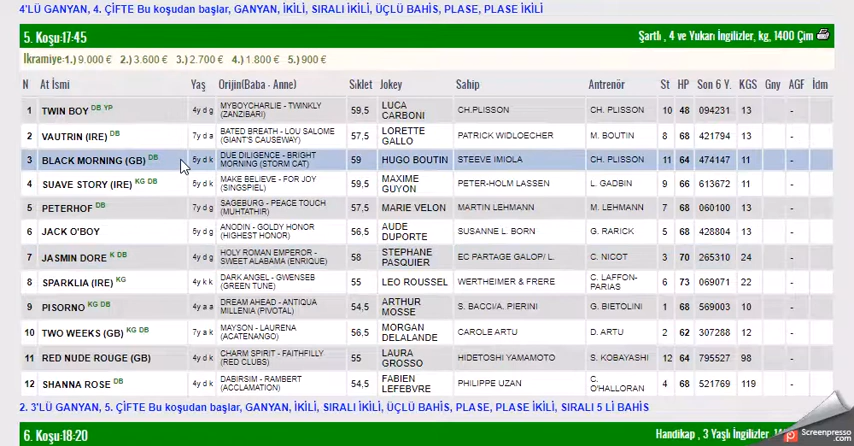 4'LÜ GANYAN, 4. ÇİFTE Bu koşudan başlar, GANYAN, İKİLİ, SIRALI İKİLİ, ÜÇLÜ BAHİS, PLASE, PLASE İKİLİ
5. Koşu:17:45 Şartlı , 4 ve Yukarı İngilizler, kg, 1400 Çim
İkramiye:1.) 9.000 € 2.) 3.600 € 3.) 2.700 € 4.) 1.800 € 5.) 900 €
N At İsmi Yaş Orijin(Baba - Anne) Sıklet Jokey Sahip Antrenör St HP Son 6 Y. KGS Gny AGF İdm
1 TWIN BOY DB YP 4y d g MYBOYCHARLIE - TWINKLY (ZANZIBARI) 59,5 LUCA CARBONI CH.PLISSON CH. PLISSON 10 48 094231 13 -
2 VAUTRIN (IRE) DB 7y d a BATED BREATH - LOU SALOME (GIANT'S CAUSEWAY) 57,5 LORETTE GALLO PATRICK WIDLOECHER M. BOUTIN 8 68 421794 13 -
3 BLACK MORNING (GB) DB 5y d k DUE DILIGENCE - BRIGHT MORNING (STORM CAT) 59 HUGO BOUTIN STEEVE IMIOLA CH. PLISSON 11 64 474147 11 -
4 SUAVE STORY (IRE) KG DB 6y d k MAKE BELIEVE - FOR JOY (SINGSPIEL) 59,5 MAXIME GUYON PETER-HOLM LASSEN L. GADBIN 9 66 613672 11 -
5 PETERHOF DB 7y d g SAGEBURG - PEACE TOUCH (MUHTATHIR) 57,5 MARIE VELON MARTIN LEHMANN M. LEHMANN 7 68 060100 13 -
6 JACK O'BOY 5y d g ANODIN - GOLDY HONOR (HIGHEST HONOR) 56,5 AUDE DUPORTE SUSANNE L. BORN G. RARICK 5 68 428804 13 -
7 JASMIN DORE K DB 4y d g HOLY ROMAN EMPEROR - SWEET ALABAMA (ENRIQUE) 58 STEPHANE PASQUIER EC PARTAGE GALOP/ L. C. NICOT 3 70 265310 24 -
8 SPARKLIA (IRE) KG 4y k k DARK ANGEL - GWENSEB (GREEN TUNE) 55 LEO ROUSSEL WERTHEIMER & FRERE C. LAFFON-PARIAS 6 73 069071 22 -
9 PISORNO KG DB 4y a a DREAM AHEAD - ANTIQUA MILLENIA (PIVOTAL) 54,5 ARTHUR MOSSE S. BACCI/A. PIERINI G. BIETOLINI 1 68 569003 10 -
10 TWO WEEKS (GB) KG DB 7y a k MAYSON - LAURENA (ACATENANGO) 56,5 MORGAN DELALANDE CAROLE ARTU D. ARTU 2 62 307288 12 -
11 RED NUDE ROUGE (GB) 4y d k CHARM SPIRIT - FAITHFILLY (RED CLUBS) 55 LAURA GROSSO HIDETOSHI YAMAMOTO S. KOBAYASHI 12 64 795527 98 -
12 SHANNA ROSE DB 4y d k DABIRSIM - RAMBERT (ACCLAMATION) 54,5 FABIEN LEFEBVRE PHILIPPE UZAN C. O'HALLORAN 4 68 521769 119 -
2. 3'LÜ GANYAN, 5. ÇİFTE Bu koşudan başlar, GANYAN, İKİLİ, SIRALI İKİLİ, ÜÇLÜ BAHİS, PLASE, PLASE İKİLİ, SIRALI 5 Lİ BAHİS
6. Koşu:18:20 Handikap , 3 Yaşlı İngilizler,
Screenpresso
.com